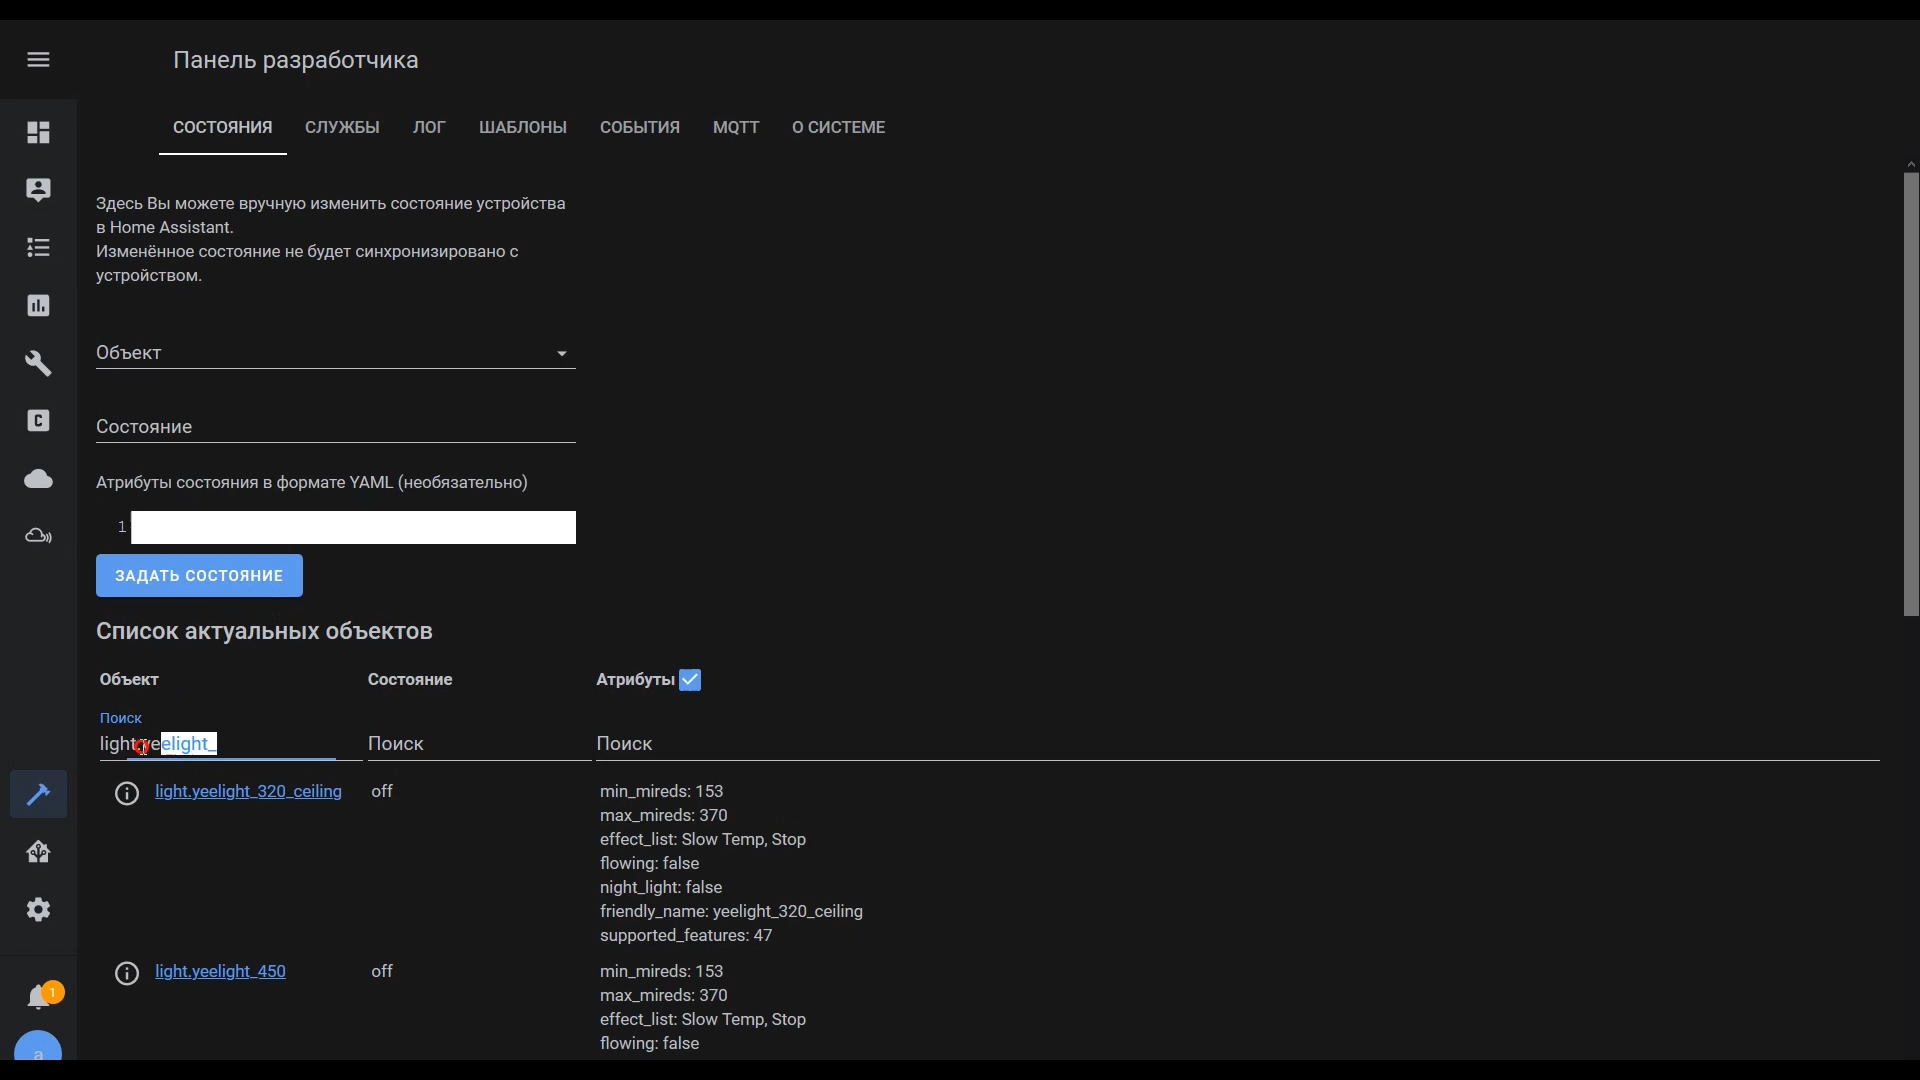 Панель разработчика
СОСТОЯНИЯ СЛУЖБЫ ЛОГ ШАБЛОНЫ СОБЫТИЯ MQTT О СИСТЕМЕ
Здесь Вы можете вручную изменить состояние устройства
в Home Assistant.
Изменённое состояние не будет синхронизировано с
устройством.
Объект
Состояние
Атрибуты состояния в формате YAML (необязательно)
1
ЗАДАТЬ СОСТОЯНИЕ
Список актуальных объектов
Объект Состояние Атрибуты
Поиск
light.yeelight_ Поиск Поиск
light.yeelight_320_ceiling off min_mireds: 153
max_mireds: 370
effect_list: Slow Temp, Stop
flowing: false
night_light: false
friendly_name: yeelight_320_ceiling
supported_features: 47
light.yeelight_450 off min_mireds: 153
max_mireds: 370
effect_list: Slow Temp, Stop
flowing: false
C
1
a